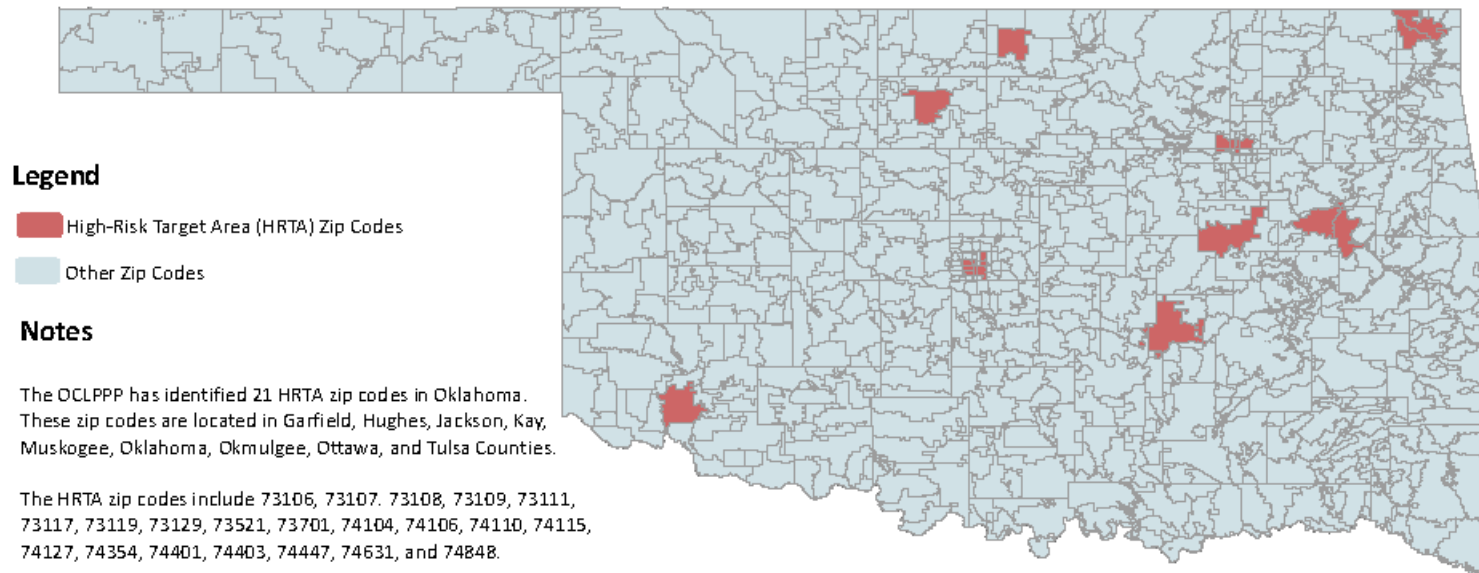 Legend
High-Risk Target Area (HRTA) Zip Codes
Other Zip Codes
Notes
The OCLPPP has identified 21 HRTA zip codes in Oklahoma.
These zip codes are located in Garfield, Hughes, Jackson, Kay,
Muskogee, Oklahoma, Okmulgee, Ottawa, and Tulsa Counties.
The HRTA zip codes include 73106, 73107. 73108, 73109, 73111,
73117, 73119, 73129, 73521, 73701, 74104, 74106, 74110, 74115,
74127, 74354, 74401, 74403, 74447, 74631, and 74848.